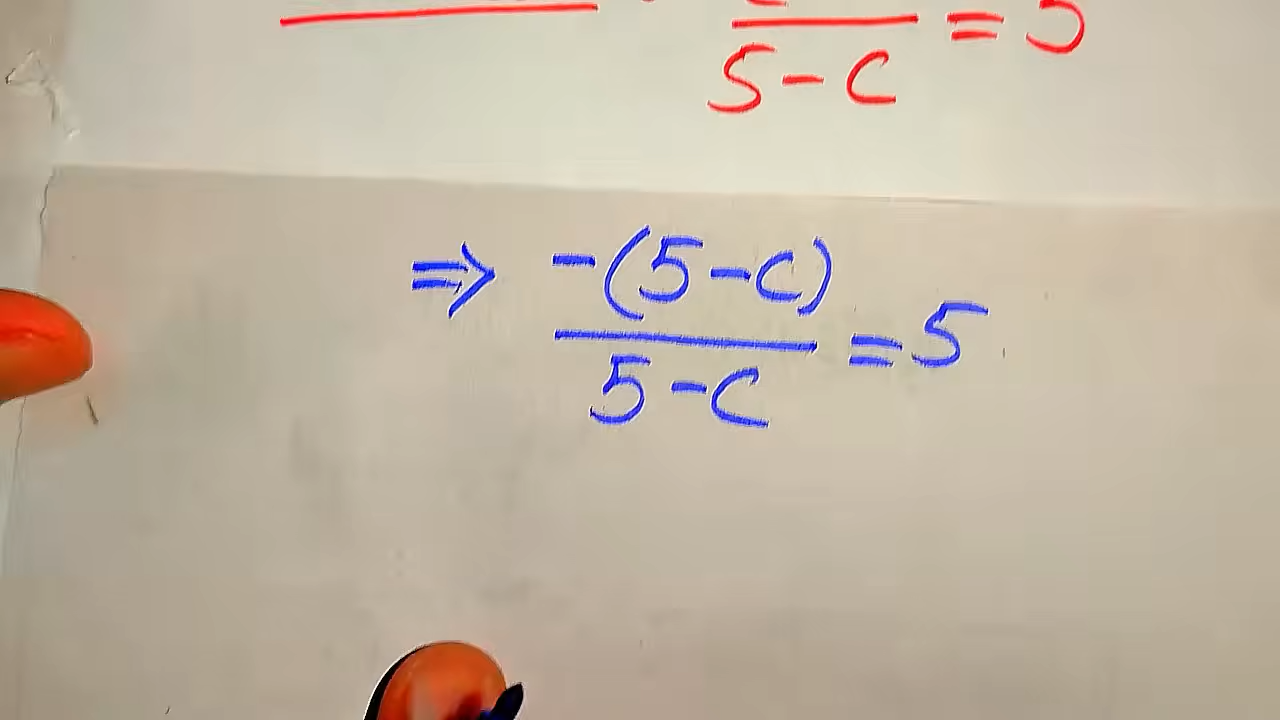 5-c = 5
⇒ -(5-c)
5-c = 5